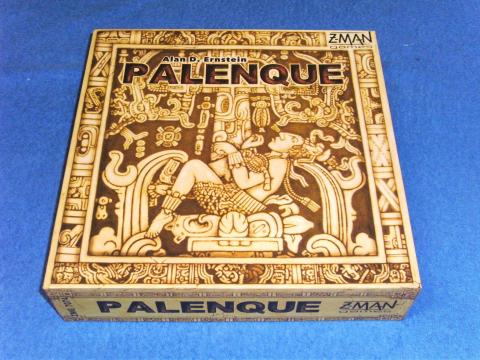 Z-MAN
games
Alan D. Ernstein
PALENQUE
PALENQUE
Z-MAN
games